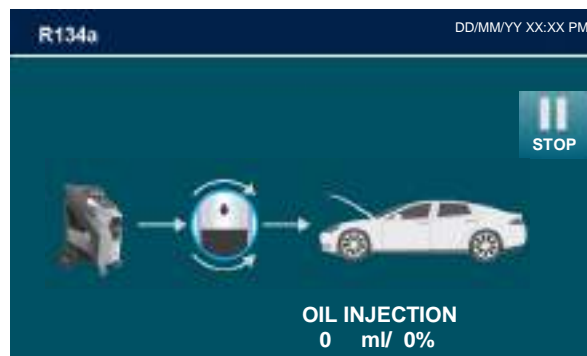 R134a
DD/MM/YY XX:XX PM
STOP
OIL INJECTION
0 ml/ 0%